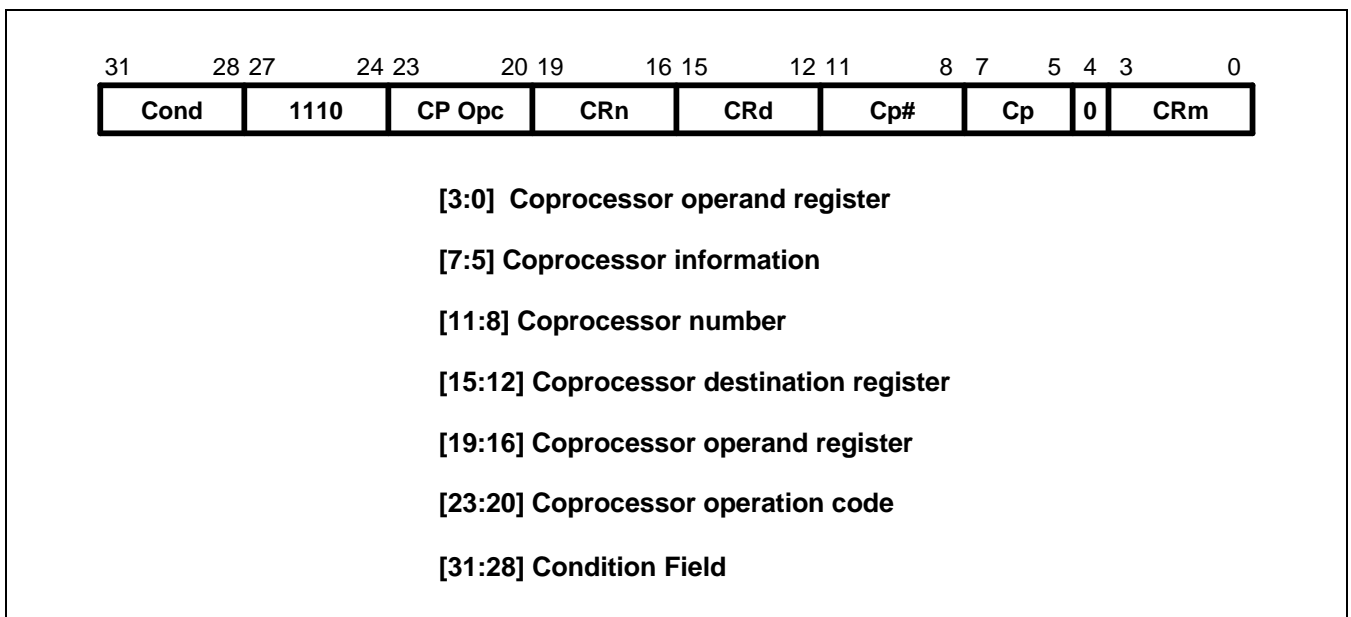 31 28 27 24 23 20 19 16 15 12 11 8 7 5 4 3 0
Cond 1110 CP Opc CRn CRd Cp# Cp 0 CRm
[3:0] Coprocessor operand register
[7:5] Coprocessor information
[11:8] Coprocessor number
[15:12] Coprocessor destination register
[19:16] Coprocessor operand register
[23:20] Coprocessor operation code
[31:28] Condition Field